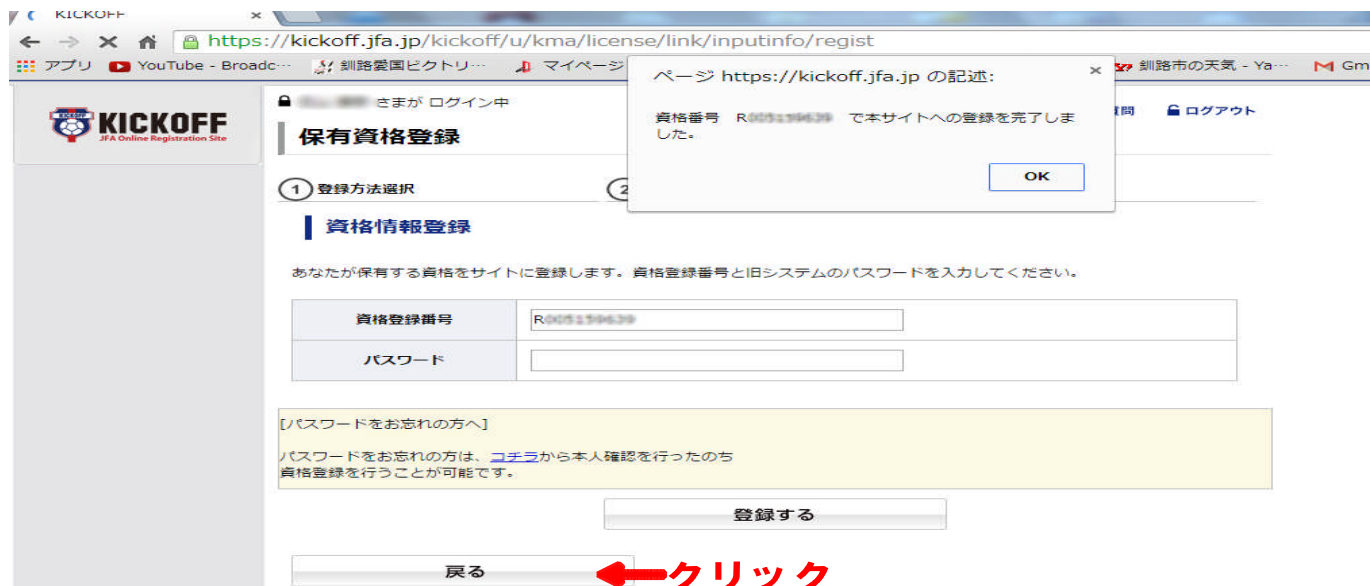 KICKOFF
https://kickoff.jfa.jp/kickoff/u/kma/license/link/inputinfo/regist
アプリ YouTube - Broadc… 釧路愛国ビクトリ… マイページ 釧路市の天気 - Ya… Gm
ページ https://kickoff.jfa.jp の記述:
資格番号 R で本サイトへの登録を完了しま
した。
OK
KICKOFF
JFA Online Registration Site
さまが ログイン中
質問 ログアウト
保有資格登録
1 登録方法選択
2
資格情報登録
あなたが保有する資格をサイトに登録します。資格登録番号と旧システムのパスワードを入力してください。
資格登録番号 R
パスワード
[パスワードをお忘れの方へ]
パスワードをお忘れの方は、コチラから本人確認を行ったのち
資格登録を行うことが可能です。
登録する
戻る
クリック